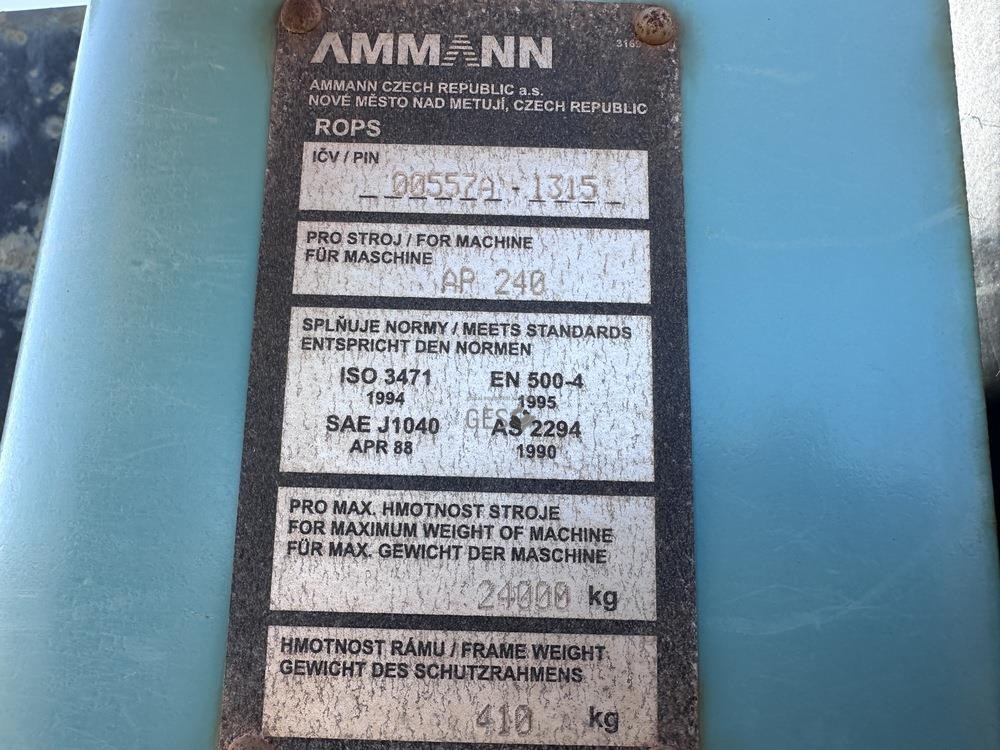 AMMANN
AMMANN CZECH REPUBLIC a.s.
NOVÉ MĚSTO NAD METUJÍ, CZECH REPUBLIC
ROPS
IČV / PIN
00557A - 1315
PRO STROJ / FOR MACHINE
FÜR MASCHINE
AP 240
SPLŇUJE NORMY / MEETS STANDARDS
ENTSPRICHT DEN NORMEN
ISO 3471 EN 500-4
1994 1995
SAE J1040 AS 2294
APR 88 1990
PRO MAX. HMOTNOST STROJE
FOR MAXIMUM WEIGHT OF MACHINE
FÜR MAX. GEWICHT DER MASCHINE
24000 kg
HMOTNOST RÁMU / FRAME WEIGHT
GEWICHT DES SCHUTZRAHMENS
410 kg